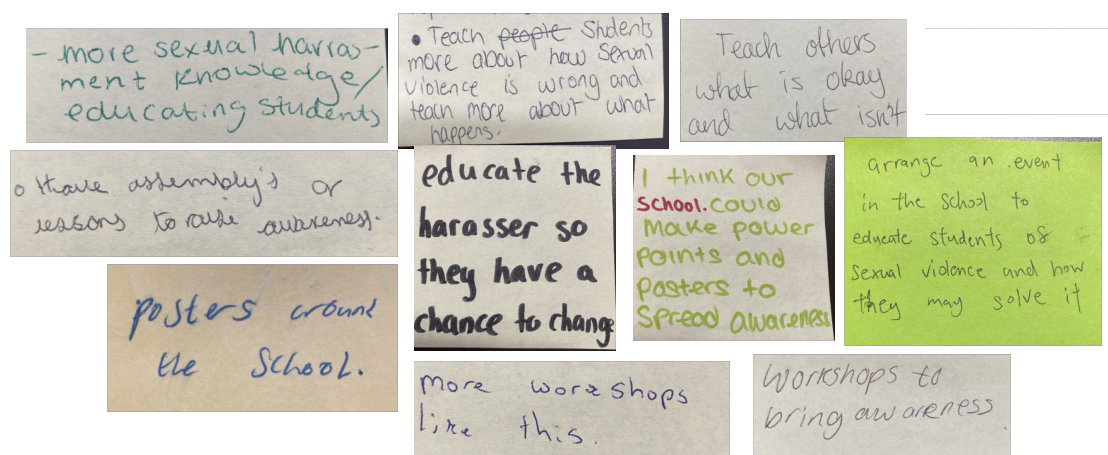 - more sexual harras-
ment knowledge/
educating students
• Teach people Students
more about how Sexual
violence is wrong and
teach more about what
happens.
Teach others
what is okay
and what isn't
o Have assembly's or
lessons to raise awareness.
educate the
harasser so
they have a
chance to change
I think our
School. could
Make power
points and
posters to
Spread awareness
arrange an event
in the school to
educate students of
sexual violence and how
they may solve it
posters around
the School.
more workshops
like this.
Workshops to
bring awareness